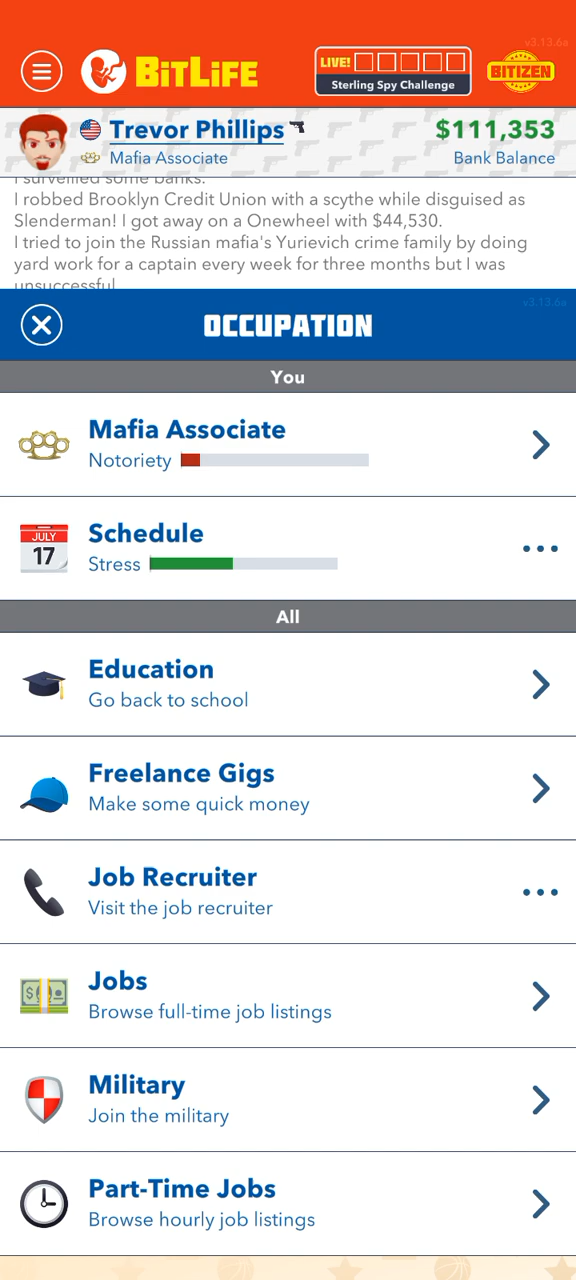 v3.13.6a
BITLIFE
LIVE!
Sterling Spy Challenge
BITIZEN
Trevor Phillips
$111,353
Mafia Associate
Bank Balance
I surveilled some banks.
I robbed Brooklyn Credit Union with a scythe while disguised as
Slenderman! I got away on a Onewheel with $44,530.
I tried to join the Russian mafia's Yurievich crime family by doing
yard work for a captain every week for three months but I was
unsuccessful
v3.13.6a
OCCUPATION
You
Mafia Associate
Notoriety
JULY
17
Schedule
Stress
All
Education
Go back to school
Freelance Gigs
Make some quick money
Job Recruiter
Visit the job recruiter
Jobs
Browse full-time job listings
Military
Join the military
Part-Time Jobs
Browse hourly job listings